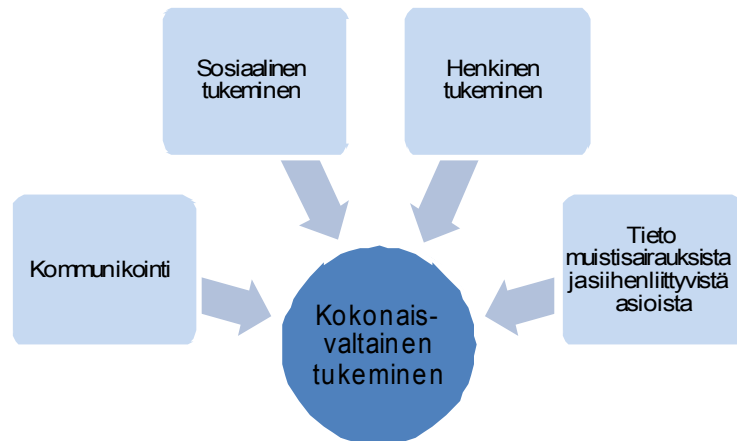 Sosiaalinen
tukeminen
Henkinen
tukeminen
Kommunikointi
Tieto
muistisairauksista
jasiihenliittyvistä
asioista
Kokonais-
valtainen
tukeminen